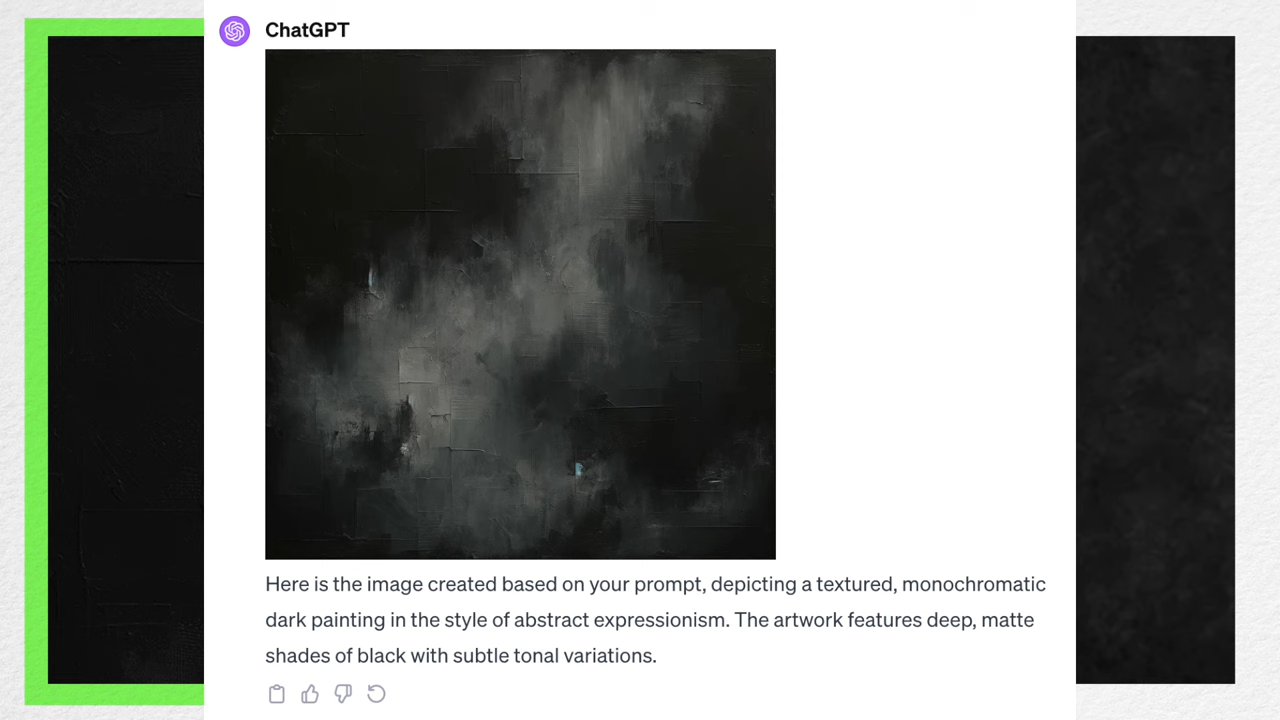 ChatGPT
Here is the image created based on your prompt, depicting a textured, monochromatic
dark painting in the style of abstract expressionism. The artwork features deep, matte
shades of black with subtle tonal variations.